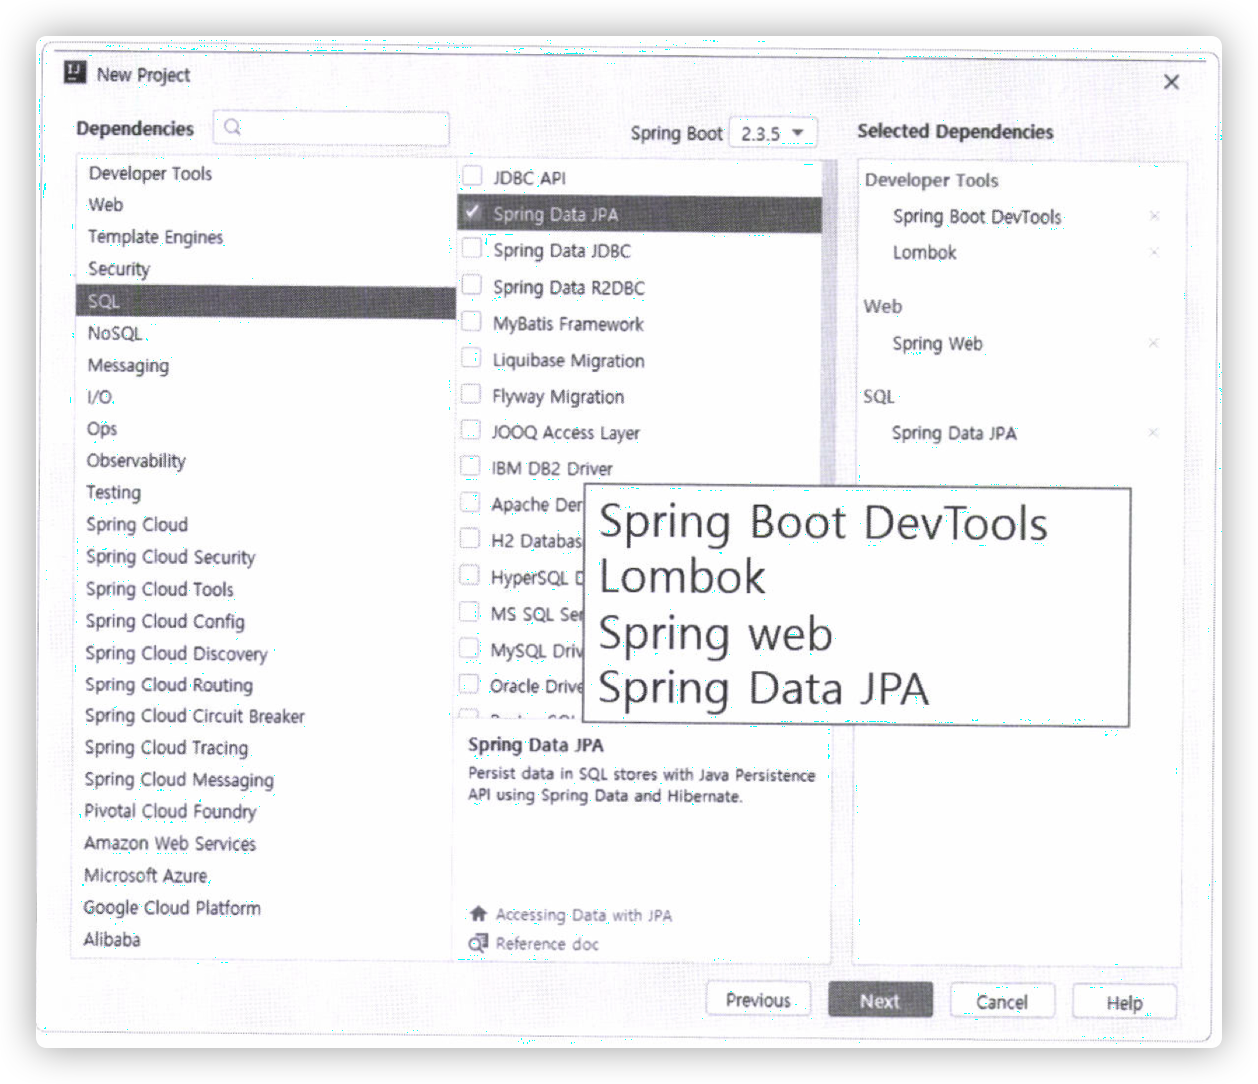 New Project
Dependencies
Spring Boot 2.3.5
Selected Dependencies
Developer Tools
Web
Template Engines
Security
SQL
NoSQL
Messaging
I/O
Ops
Observability
Testing
Spring Cloud
Spring Cloud Security
Spring Cloud Tools
Spring Cloud Config
Spring Cloud Discovery
Spring Cloud Routing
Spring Cloud Circuit Breaker
Spring Cloud Tracing
Spring Cloud Messaging
Pivotal Cloud Foundry
Amazon Web Services
Microsoft Azure
Google Cloud Platform
Alibaba
JDBC API
Spring Data JPA
Spring Data JDBC
Spring Data R2DBC
MyBatis Framework
Liquibase Migration
Flyway Migration
JOOQ Access Layer
IBM DB2 Driver
Apache Der
H2 Databas
HyperSQL D
MS SQL Ser
MySQL Driv
Oracle Drive
Spring Data JPA
Persist data in SQL stores with Java Persistence
API using Spring Data and Hibernate.
Accessing Data with JPA
Reference doc
Developer Tools
Spring Boot DevTools
Lombok
Web
Spring Web
SQL
Spring Data JPA
Spring Boot DevTools
Lombok
Spring web
Spring Data JPA
Previous
Next
Cancel
Help